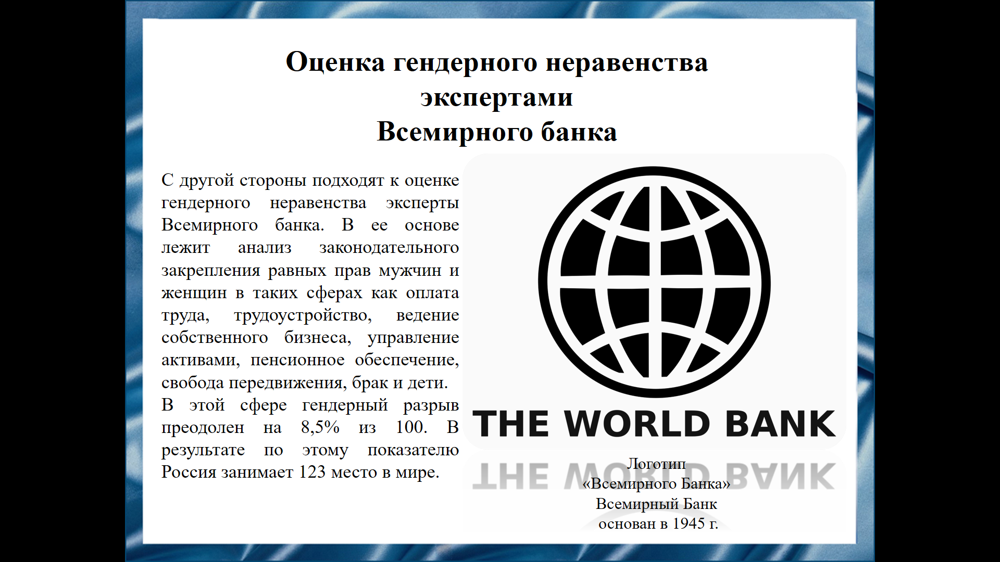 Оценка гендерного неравенства
экспертами
Всемирного банка
С другой стороны подходят к оценке
гендерного неравенства эксперты
Всемирного банка. В ее основе
лежит анализ законодательного
закрепления равных прав мужчин и
женщин в таких сферах как оплата
труда, трудоустройство, ведение
собственного бизнеса, управление
активами, пенсионное обеспечение,
свобода передвижения, брак и дети.
В этой сфере гендерный разрыв
преодолен на 8,5% из 100. В
результате по этому показателю
Россия занимает 123 место в мире.
THE WORLD BANK
Логотип
«Всемирного Банка»
Всемирный Банк
основан в 1945 г.